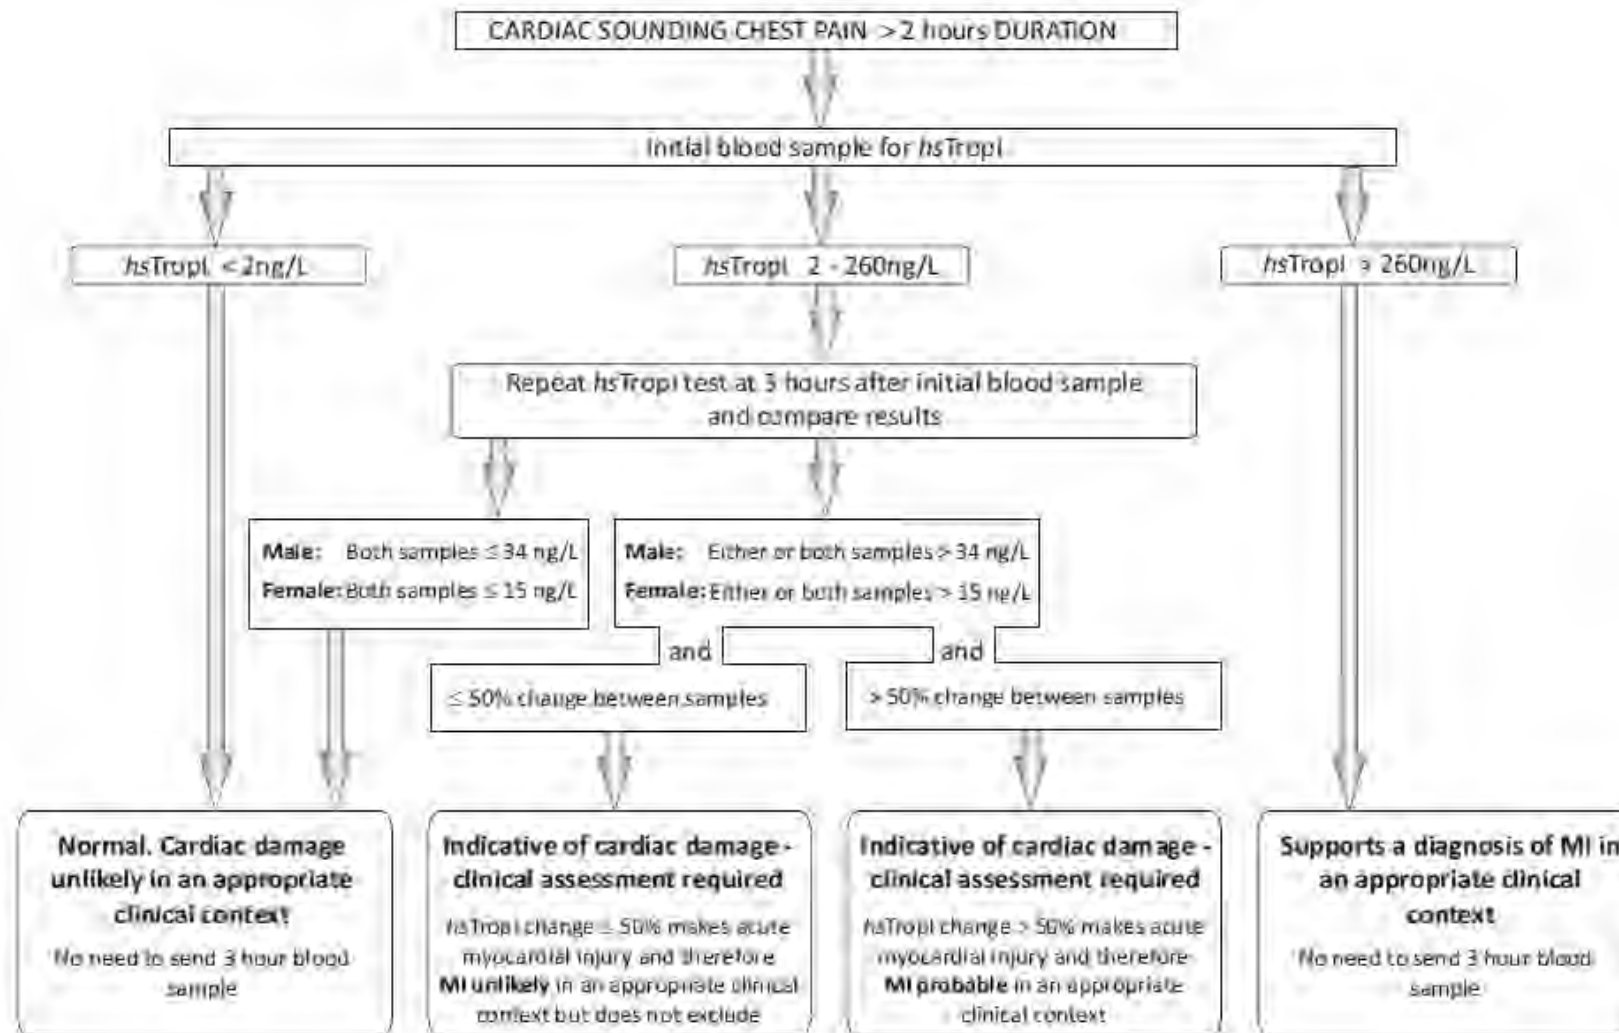 CARDIAC SOUNDING CHEST PAIN > 2 hours DURATION
Initial blood sample for hsTropI
hsTropI < 2ng/L
hsTropI 2 - 260ng/L
hsTropI > 260ng/L
Repeat hsTropI test at 3 hours after initial blood sample
and compare results
Male: Both samples ≤ 34 ng/L
Female: Both samples ≤ 15 ng/L
Male: Either or both samples > 34 ng/L
Female: Either or both samples > 15 ng/L
and
and
≤ 50% change between samples
> 50% change between samples
Normal. Cardiac damage
unlikely in an appropriate
clinical context
No need to send 3 hour blood
sample
Indicative of cardiac damage -
clinical assessment required
hsTropI change ≤ 50% makes acute
myocardial injury and therefore
MI unlikely in an appropriate clinical
context but does not exclude
Indicative of cardiac damage -
clinical assessment required
hsTropI change > 50% makes acute
myocardial injury and therefore
MI probable in an appropriate
clinical context
Supports a diagnosis of MI in
an appropriate clinical
context
No need to send 3 hour blood
sample